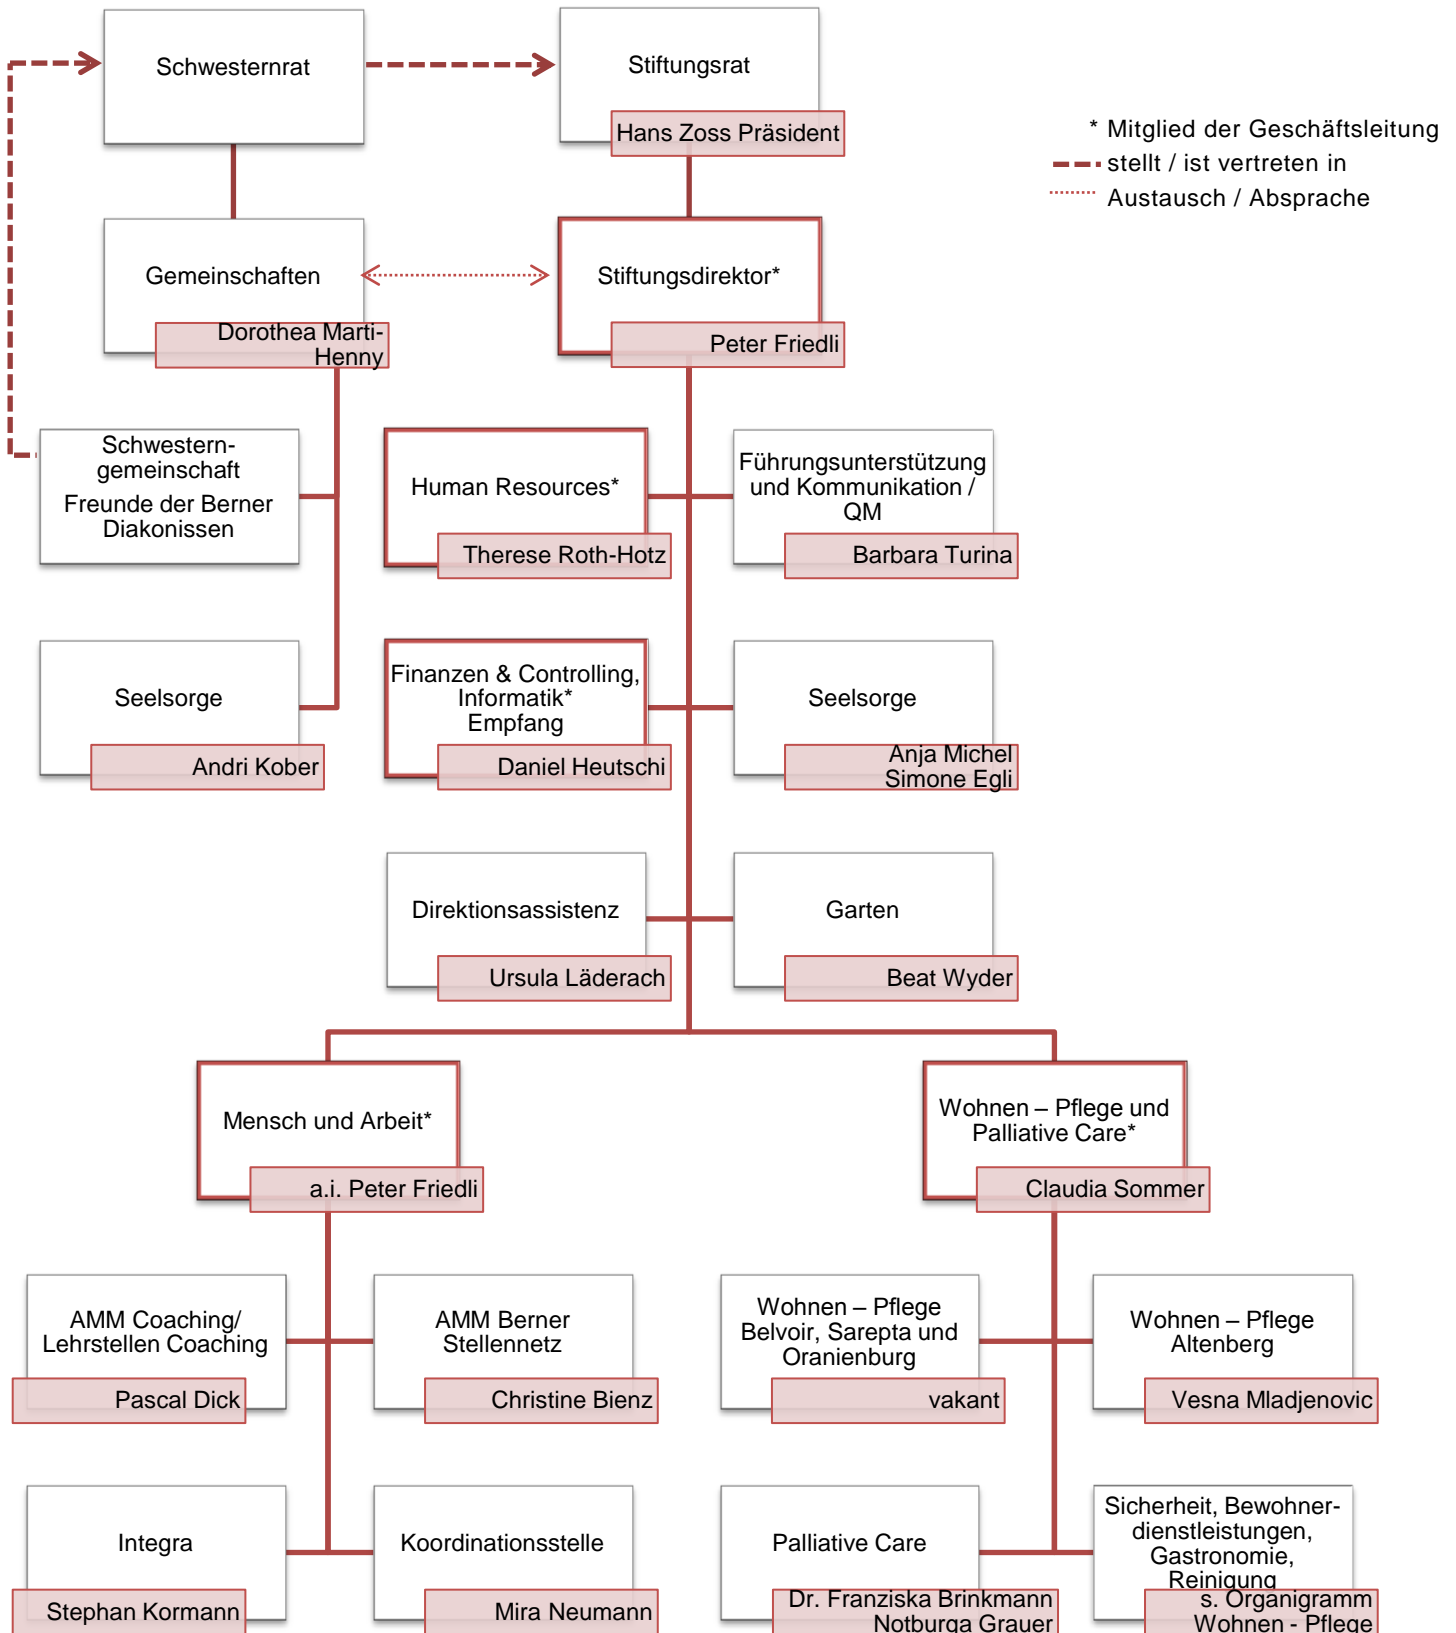 Schwesternrat
Stiftungsrat
Hans Zoss Präsident
* Mitglied der Geschäftsleitung
stellt / ist vertreten in
Austausch / Absprache
Gemeinschaften
Dorothea Marti-
Henny
Stiftungsdirektor*
Peter Friedli
Schwestern-
gemeinschaft
Freunde der Berner
Diakonissen
Human Resources*
Therese Roth-Hotz
Führungsunterstützung
und Kommunikation /
QM
Barbara Turina
Seelsorge
Andri Kober
Finanzen & Controlling,
Informatik*
Empfang
Daniel Heutschi
Seelsorge
Anja Michel
Simone Egli
Direktionsassistenz
Ursula Läderach
Garten
Beat Wyder
Mensch und Arbeit*
a.i. Peter Friedli
Wohnen – Pflege und
Palliative Care*
Claudia Sommer
AMM Coaching/
Lehrstellen Coaching
Pascal Dick
AMM Berner
Stellennetz
Christine Bienz
Wohnen – Pflege
Belvoir, Sarepta und
Oranienburg
vakant
Wohnen – Pflege
Altenberg
Vesna Mladjenovic
Integra
Stephan Kormann
Koordinationsstelle
Mira Neumann
Palliative Care
Dr. Franziska Brinkmann
Notburga Grauer
Sicherheit, Bewohner-
dienstleistungen,
Gastronomie,
Reinigung
s. Organigramm
Wohnen - Pflege